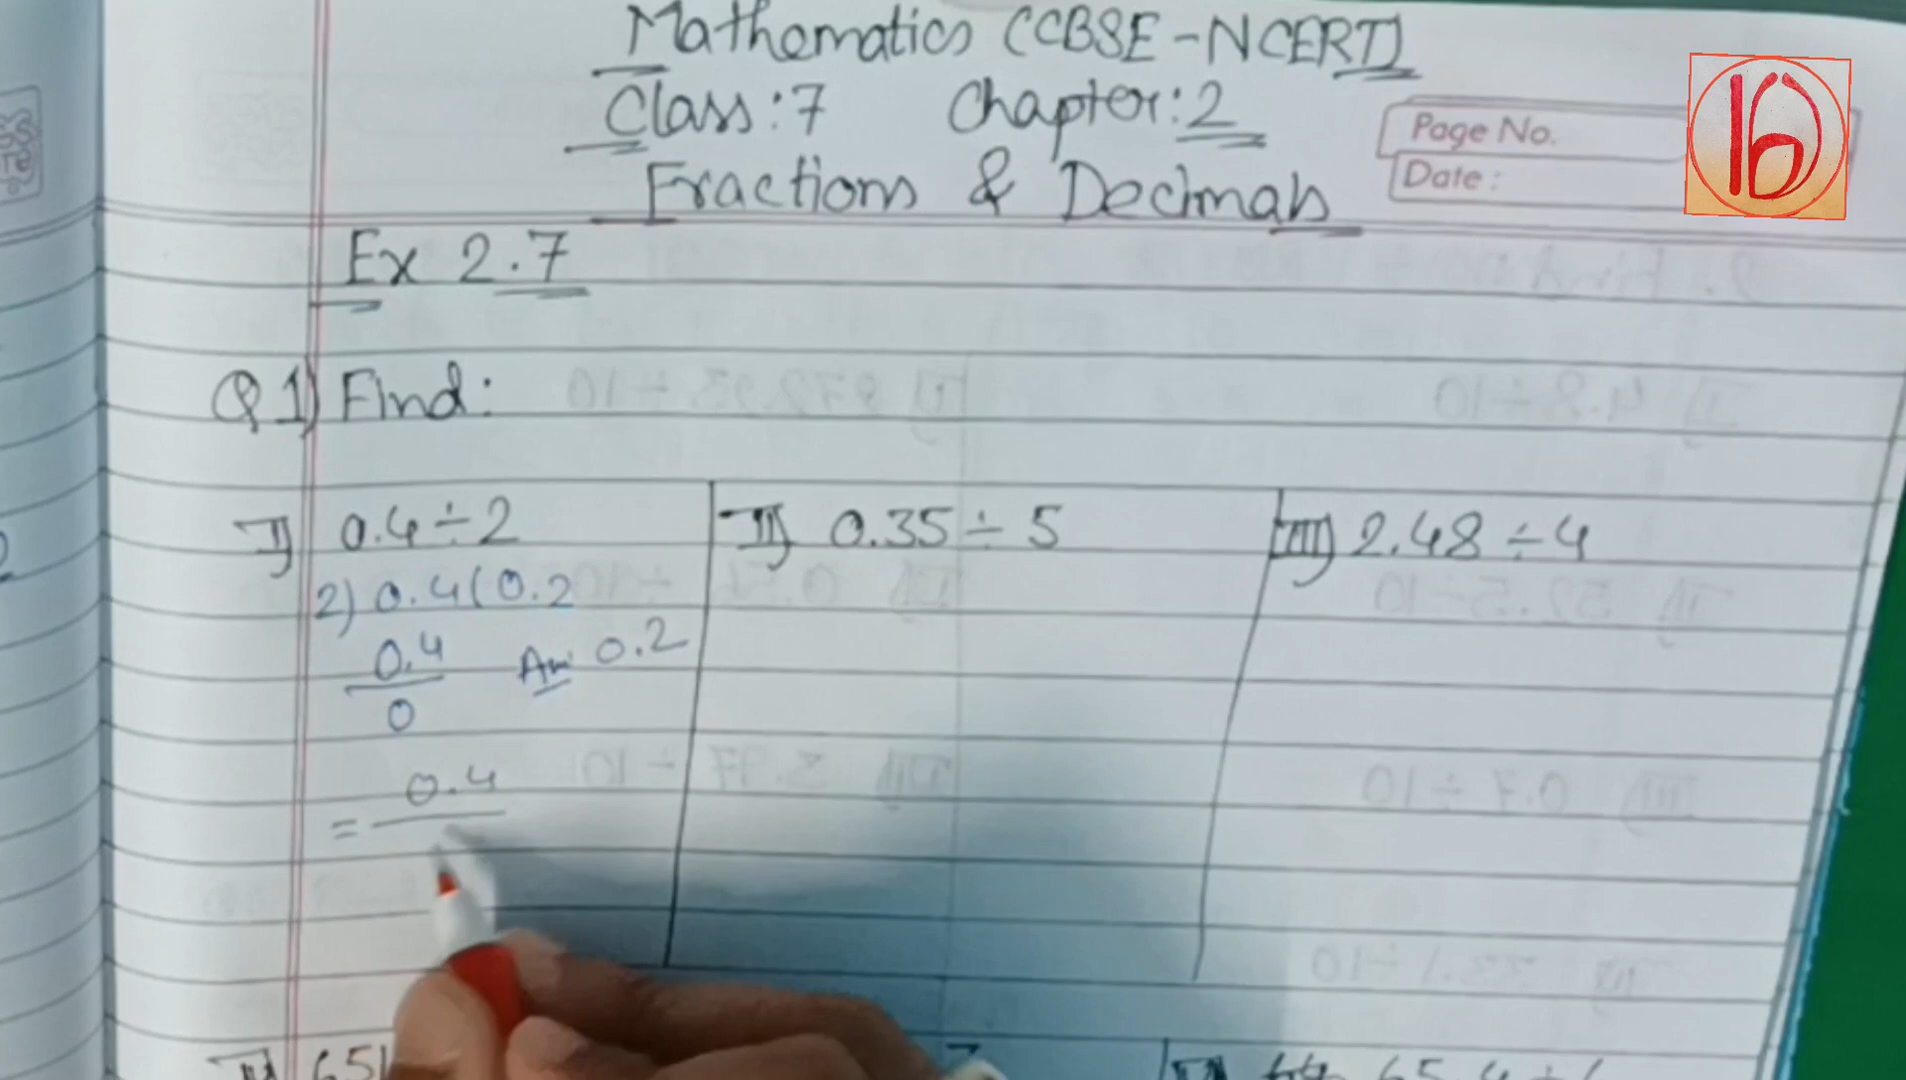 Mathematics (CBSE-NCERT)
Class:7 Chapter:2
Page No.
Date:
Fractions & Decimals
Ex 2.7
Q1) Find:
I) 0.4÷2
2)0.4(0.2
0.4
0
Ans 0.2
= 0.4
II) 0.35÷5
III) 2.48÷4